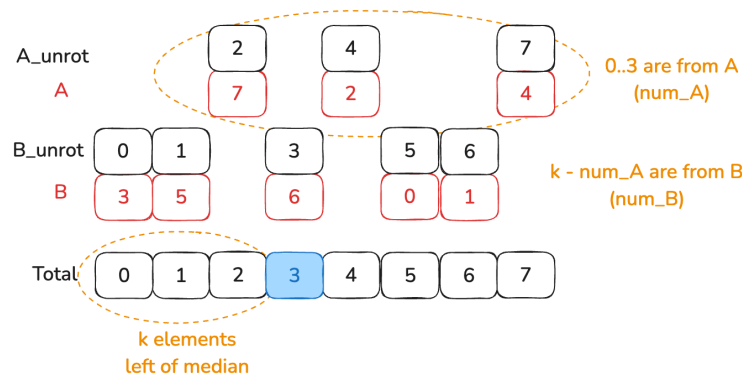 A_unrot 2 4 7
A 7 2 4
0..3 are from A
(num_A)
B_unrot 0 1 3 5 6
B 3 5 6 0 1
k - num_A are from B
(num_B)
Total 0 1 2 3 4 5 6 7
k elements
left of median